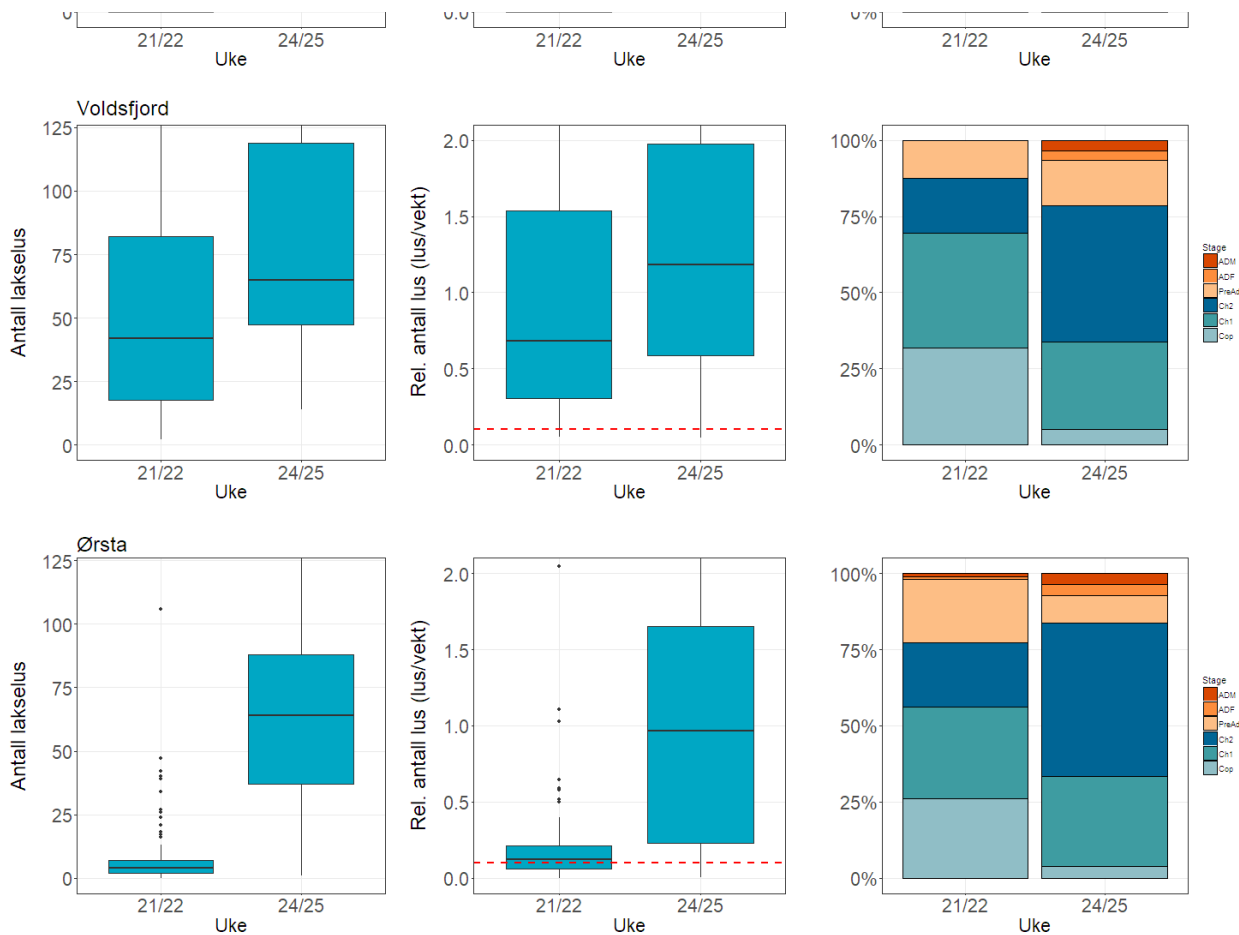 0
0.0
0%
21/22 24/25
21/22 24/25
21/22 24/25
Uke
Uke
Uke
Voldsfjord
Antall lakselus
125
100
75
50
25
0
21/22 24/25
Uke
Rel. antall lus (lus/vekt)
2.0
1.5
1.0
0.5
0.0
21/22 24/25
Uke
100%
75%
50%
25%
0%
21/22 24/25
Uke
Stage
ADM
ADF
PreAd
Ch2
Ch1
Cop
Ørsta
Antall lakselus
125
100
75
50
25
0
21/22 24/25
Uke
Rel. antall lus (lus/vekt)
2.0
1.5
1.0
0.5
0.0
21/22 24/25
Uke
100%
75%
50%
25%
0%
21/22 24/25
Uke
Stage
ADM
ADF
PreAd
Ch2
Ch1
Cop